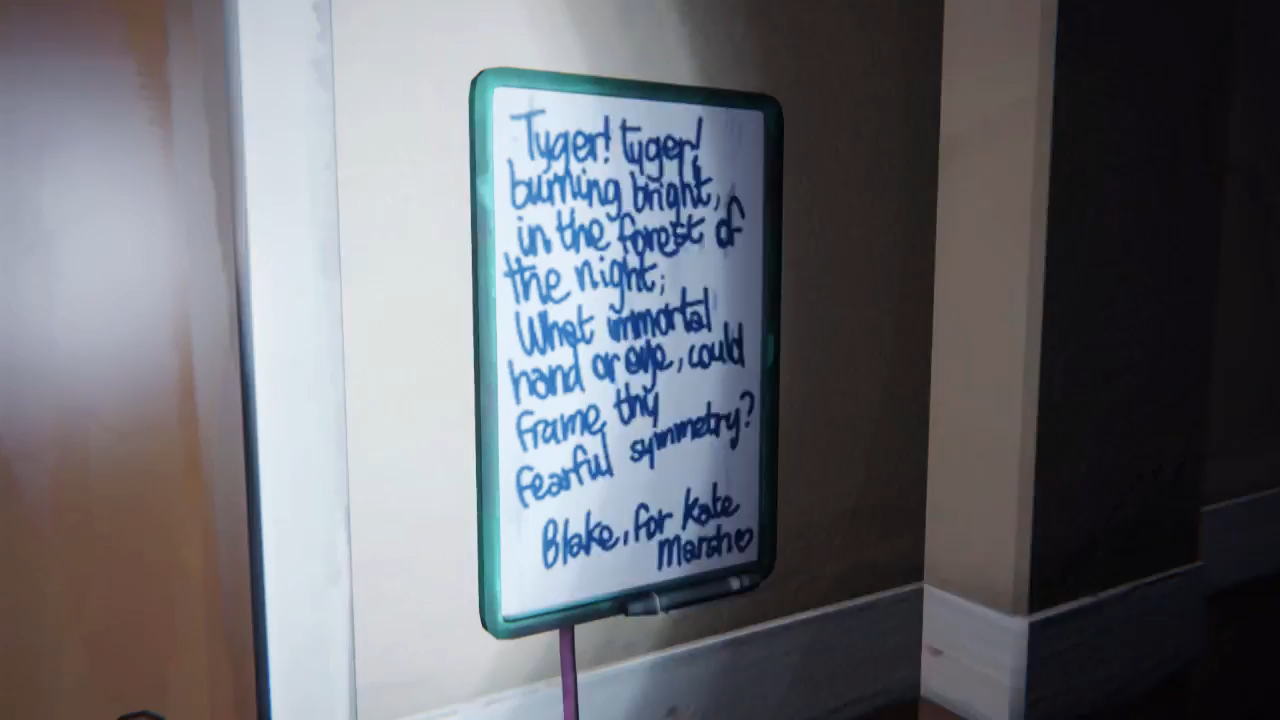 Tyger! tyger!
burning bright,
in the forest of
the night;
What immortal
hand or eye, could
frame thy
fearful symmetry?
Blake, for Kate
Marsh♡